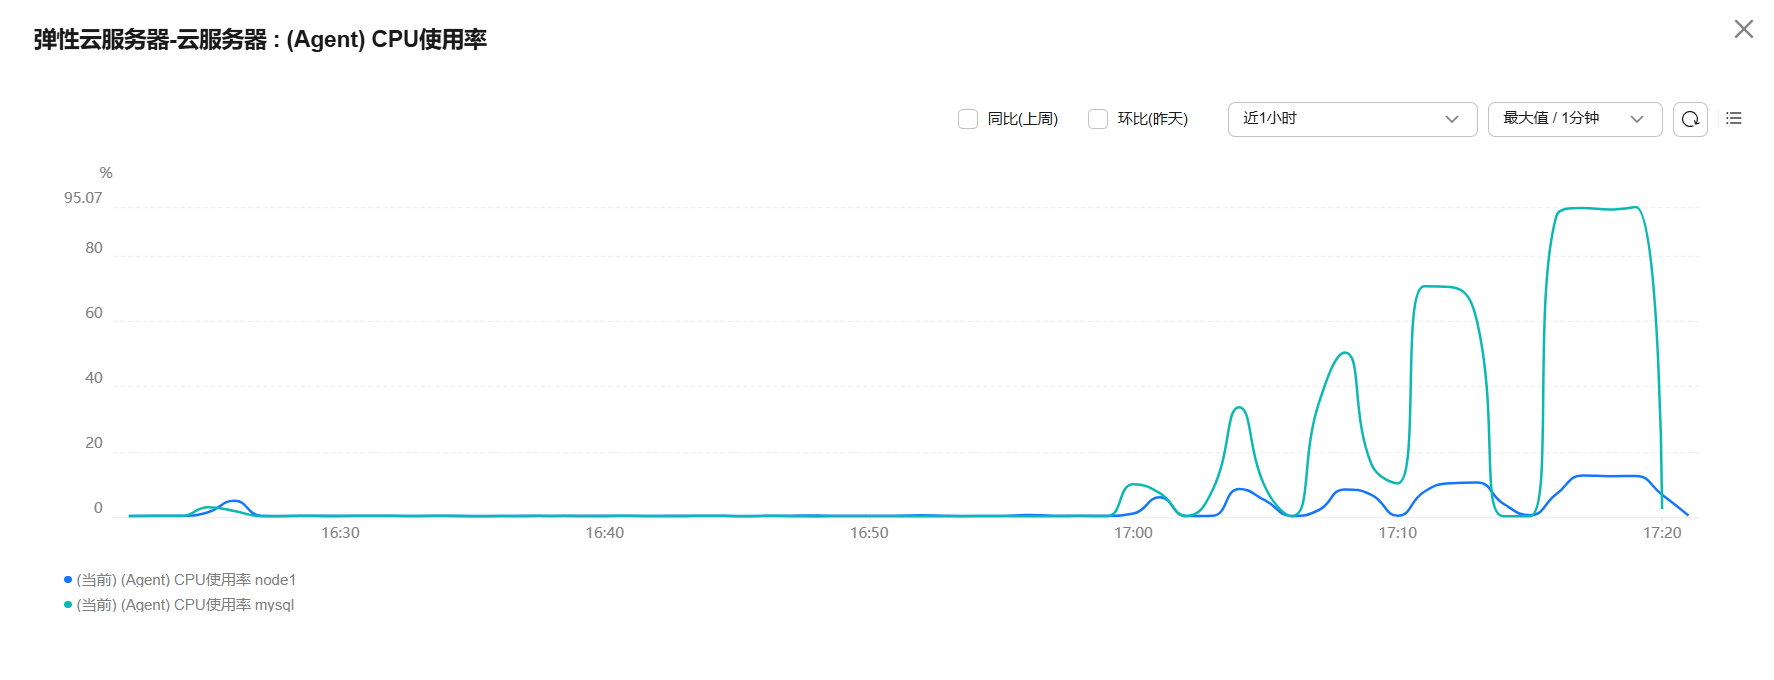 弹性云服务器-云服务器 : (Agent) CPU使用率
同比(上周) 环比(昨天) 近1小时 最大值 / 1分钟
%
95.07
80
60
40
20
0
16:30 16:40 16:50 17:00 17:10 17:20
(当前) (Agent) CPU使用率 node1
(当前) (Agent) CPU使用率 mysql